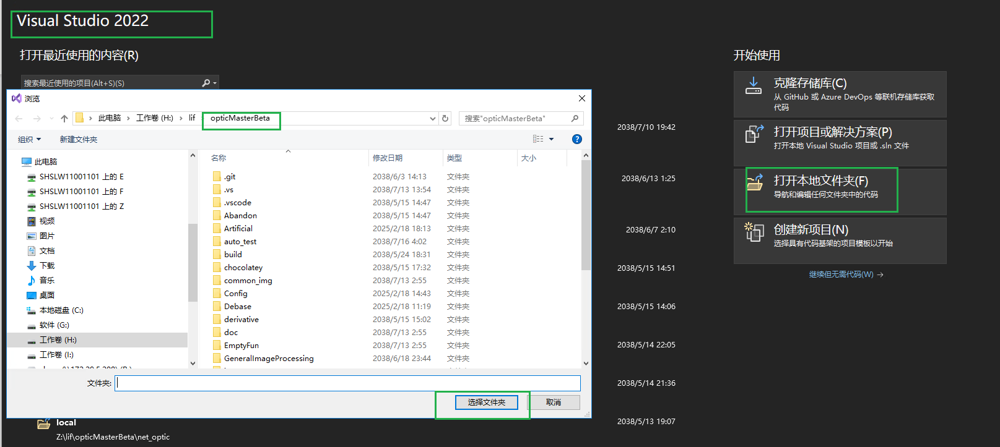 Visual Studio 2022
打开最近使用的内容(R)
搜索最近使用的项目(Alt+S)(S)
浏览
此电脑 工作卷 (H:) lif opticMasterBeta
搜索"opticMasterBeta"
组织 新建文件夹
此电脑
SHSLW11001101 上的 E
SHSLW11001101 上的 F
SHSLW11001101 上的 Z
视频
图片
文档
下载
音乐
桌面
本地磁盘 (C:)
软件 (G:)
工作卷 (H:)
工作卷 (I:)
名称 修改日期 类型 大小
.git 2038/6/3 14:13 文件夹
.vs 2038/7/13 13:54 文件夹
.vscode 2038/5/15 14:47 文件夹
Abandon 2038/5/15 14:47 文件夹
Artificial 2025/2/18 18:13 文件夹
auto_test 2038/7/16 4:02 文件夹
build 2038/5/24 18:31 文件夹
chocolatey 2038/5/15 17:32 文件夹
common_img 2038/7/13 2:55 文件夹
Config 2025/2/18 14:43 文件夹
Debase 2025/2/18 11:19 文件夹
derivative 2038/5/15 15:02 文件夹
doc 2038/7/13 2:55 文件夹
EmptyFun 2038/7/13 2:55 文件夹
GeneralImageProcessing 2038/6/18 23:44 文件夹
文件夹:
选择文件夹 取消
local
Z:\lif\opticMasterBeta\net_optic
2038/7/10 19:42
2038/6/13 1:25
2038/6/7 2:10
2038/5/15 14:51
2038/5/15 14:06
2038/5/14 22:05
2038/5/14 21:36
2038/5/13 19:07
开始使用
克隆存储库(C)
从 GitHub 或 Azure DevOps 等联机存储库获取
代码
打开项目或解决方案(P)
打开本地 Visual Studio 项目或 .sln 文件
打开本地文件夹(F)
导航和编辑任何文件夹中的代码
创建新项目(N)
选择具有代码基架的项目模板以开始
继续但无需代码(W) →